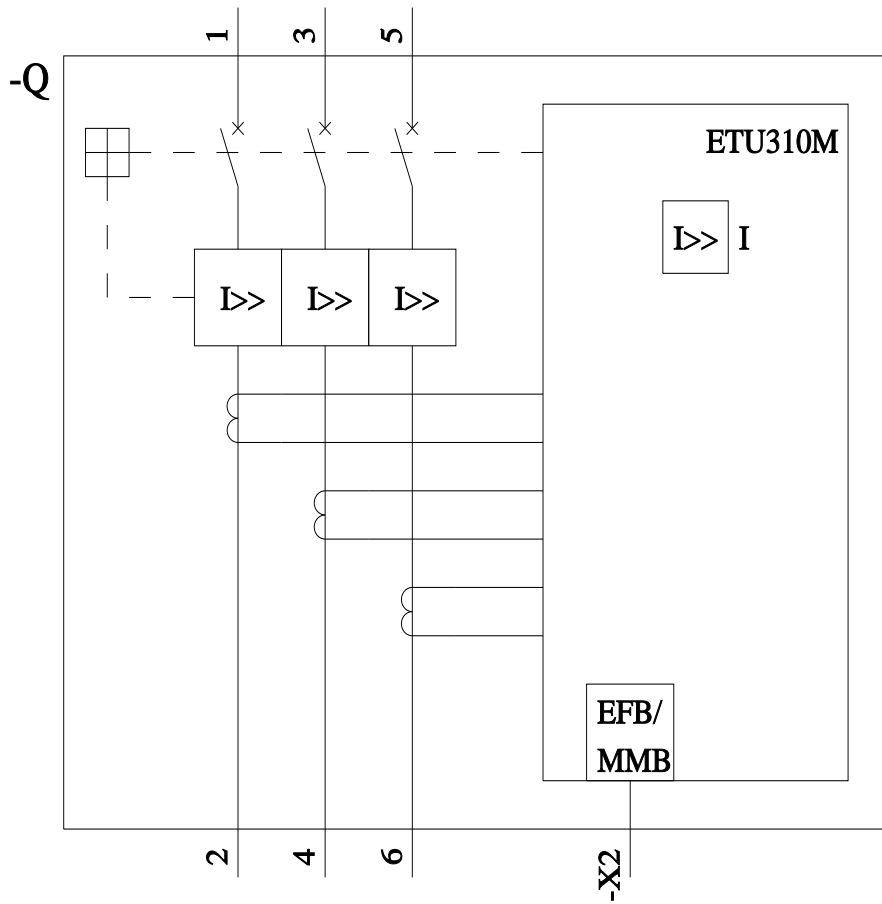 1 3 5
-Q
ETU310M
I>> I
I>> I>> I>>
EFB/
MMB
2 4 6 -X2